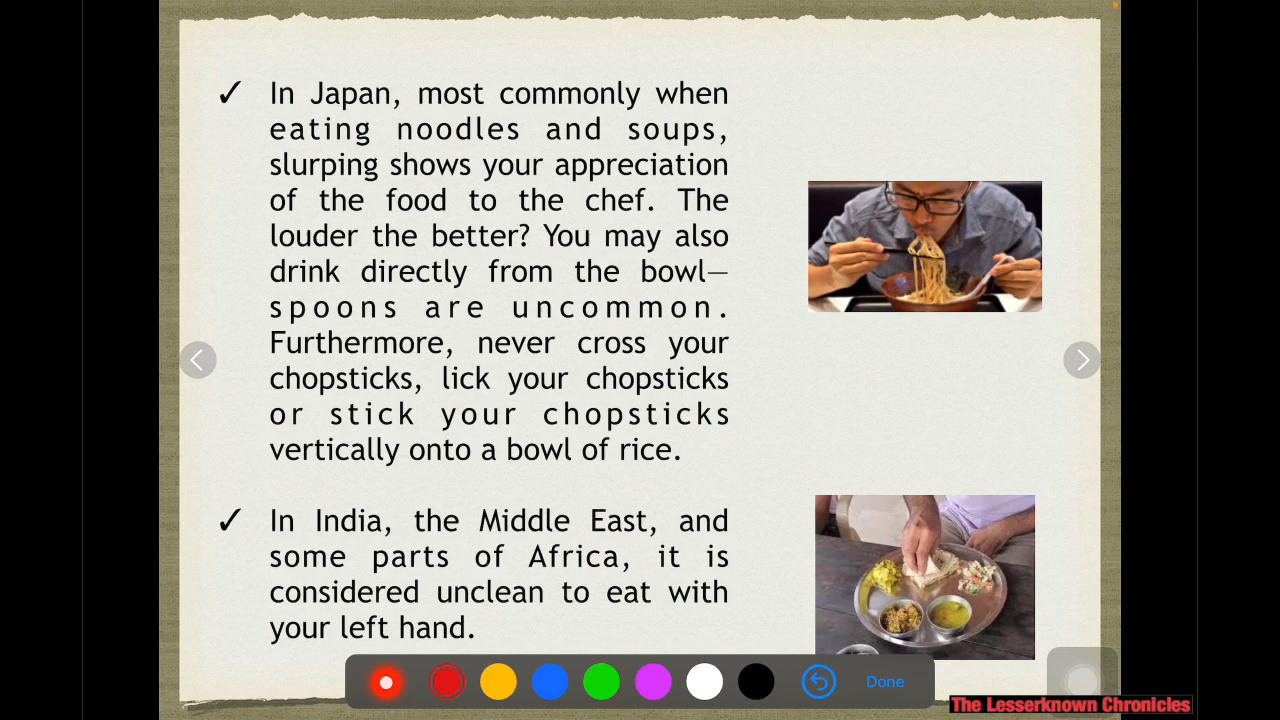 ✓ In Japan, most commonly when
eating noodles and soups,
slurping shows your appreciation
of the food to the chef. The
louder the better? You may also
drink directly from the bowl—
spoons are uncommon.
Furthermore, never cross your
chopsticks, lick your chopsticks
or stick your chopsticks
vertically onto a bowl of rice.
✓ In India, the Middle East, and
some parts of Africa, it is
considered unclean to eat with
your left hand.
Done
The Lesserknown Chronicles